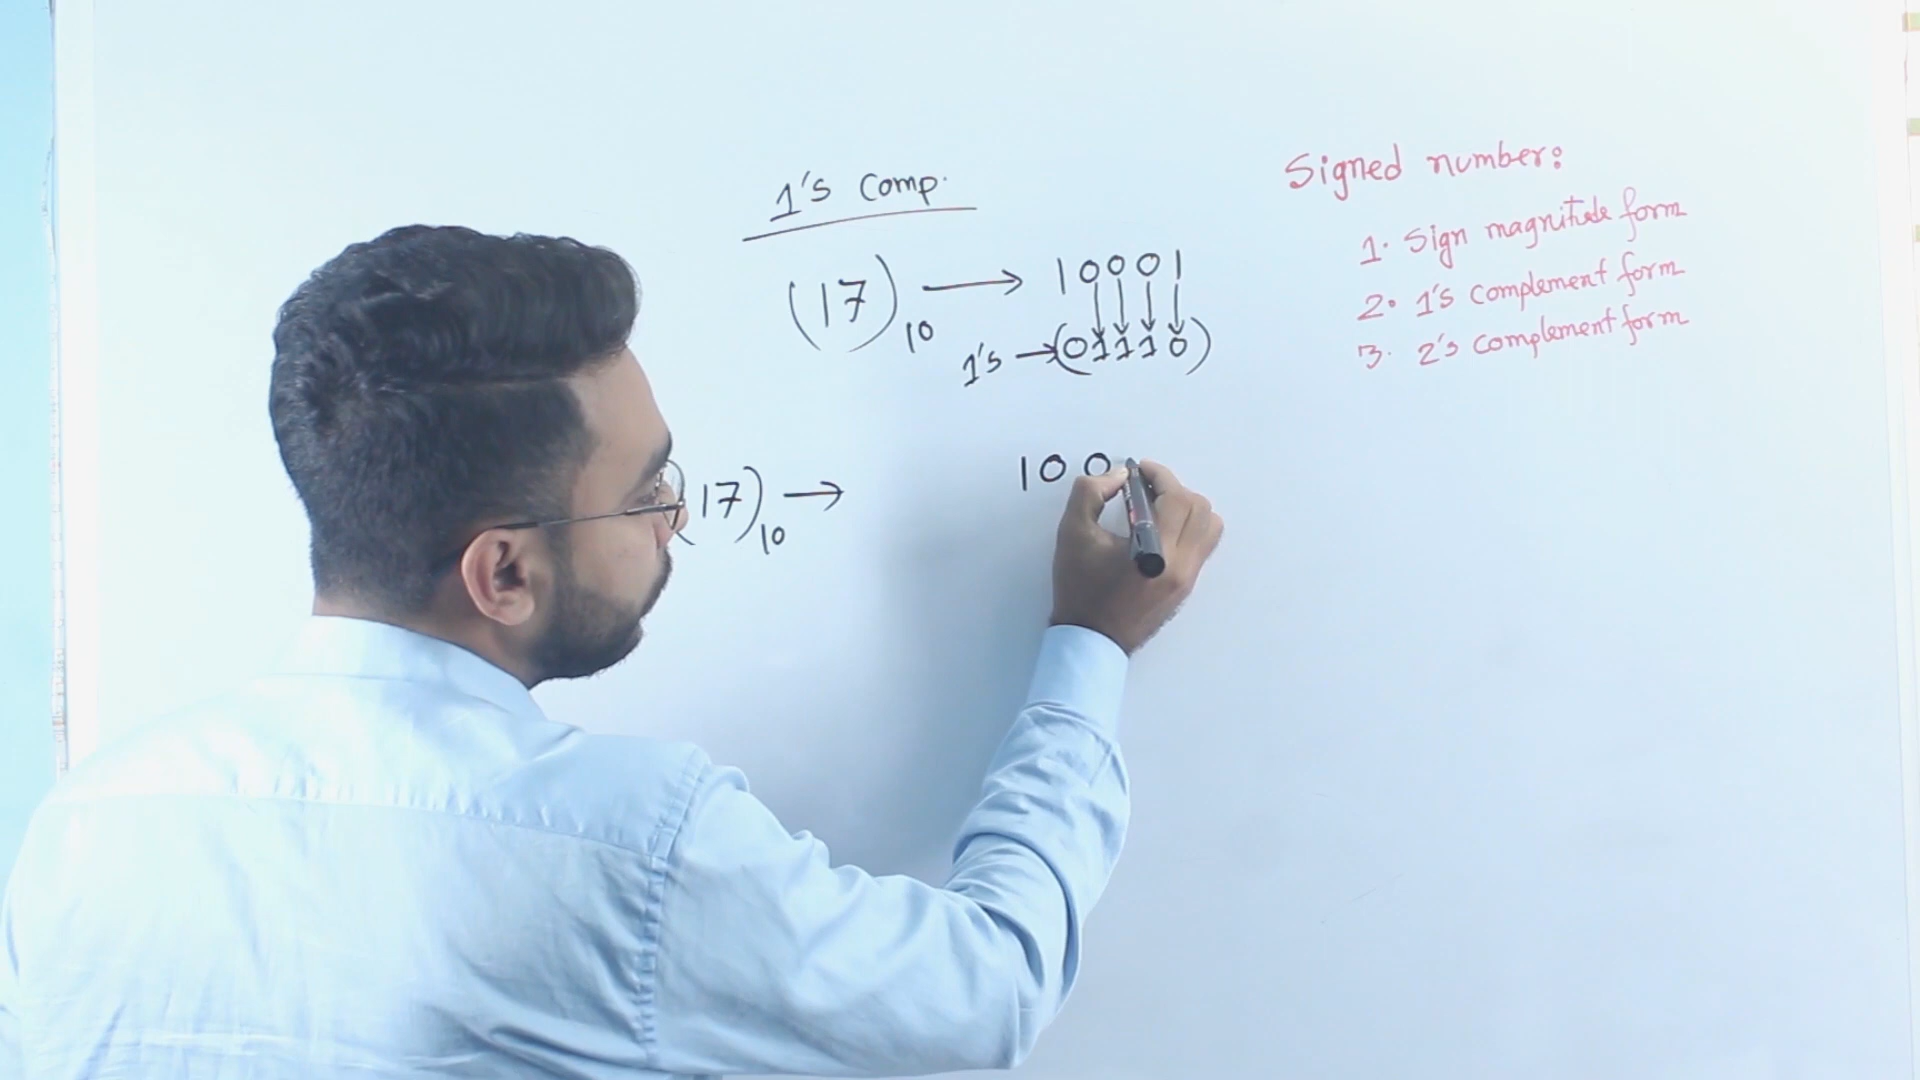 1's Comp.
(17)10 → 10001
1's → (01110)
(17)10 → 100
Signed number:
1. Sign magnitude form
2. 1's complement form
3. 2's complement form